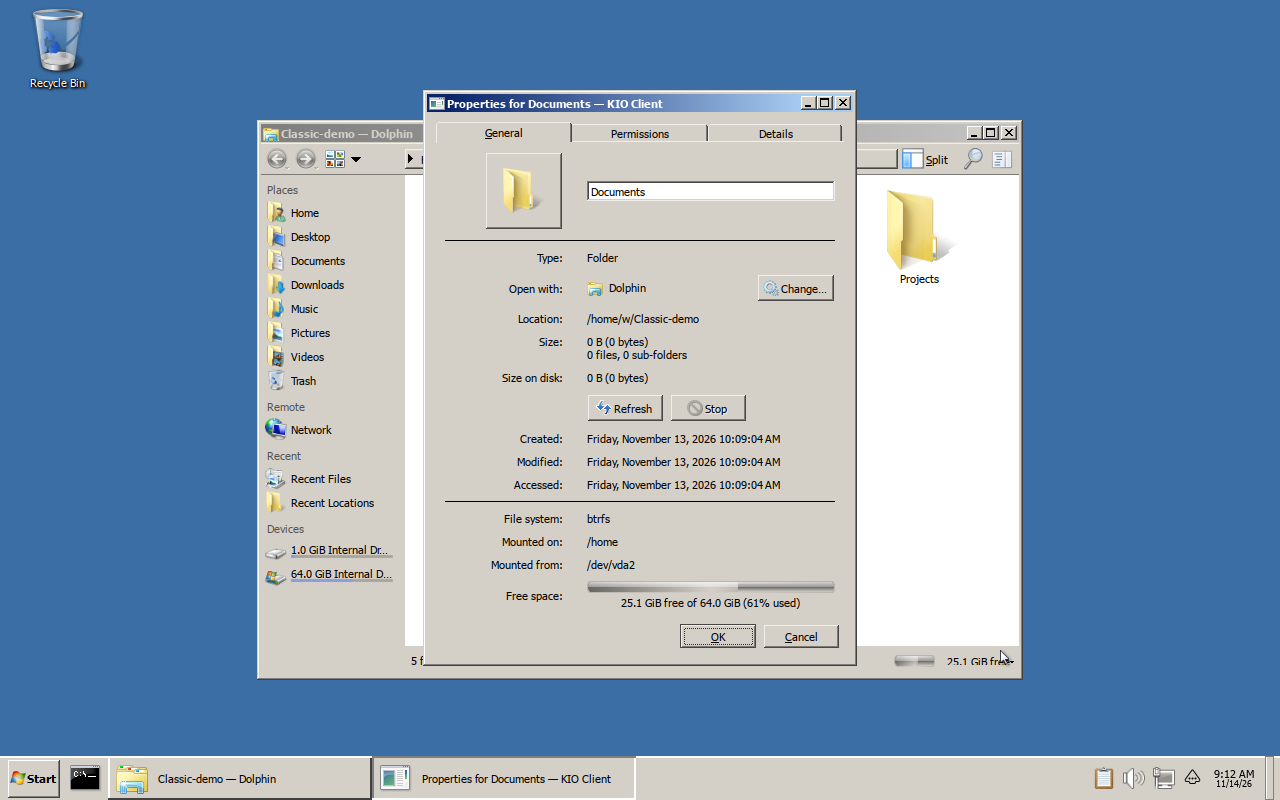 Recycle Bin
Properties for Documents — KIO Client
Classic-demo — Dolphin
General
Permissions
Details
Split
Documents
Places
Home
Desktop
Documents
Downloads
Music
Pictures
Videos
Trash
Remote
Network
Recent
Recent Files
Recent Locations
Devices
1.0 GiB Internal Dr...
64.0 GiB Internal D...
Type: Folder
Open with: Dolphin
Change...
Location: /home/w/Classic-demo
Size: 0 B (0 bytes)
0 files, 0 sub-folders
Size on disk: 0 B (0 bytes)
Refresh
Stop
Created: Friday, November 13, 2026 10:09:04 AM
Modified: Friday, November 13, 2026 10:09:04 AM
Accessed: Friday, November 13, 2026 10:09:04 AM
File system: btrfs
Mounted on: /home
Mounted from: /dev/vda2
Free space:
25.1 GiB free of 64.0 GiB (61% used)
OK
Cancel
Projects
5 f
25.1 GiB free
Start
C:\
Classic-demo — Dolphin
Properties for Documents — KIO Client
9:12 AM
11/14/26